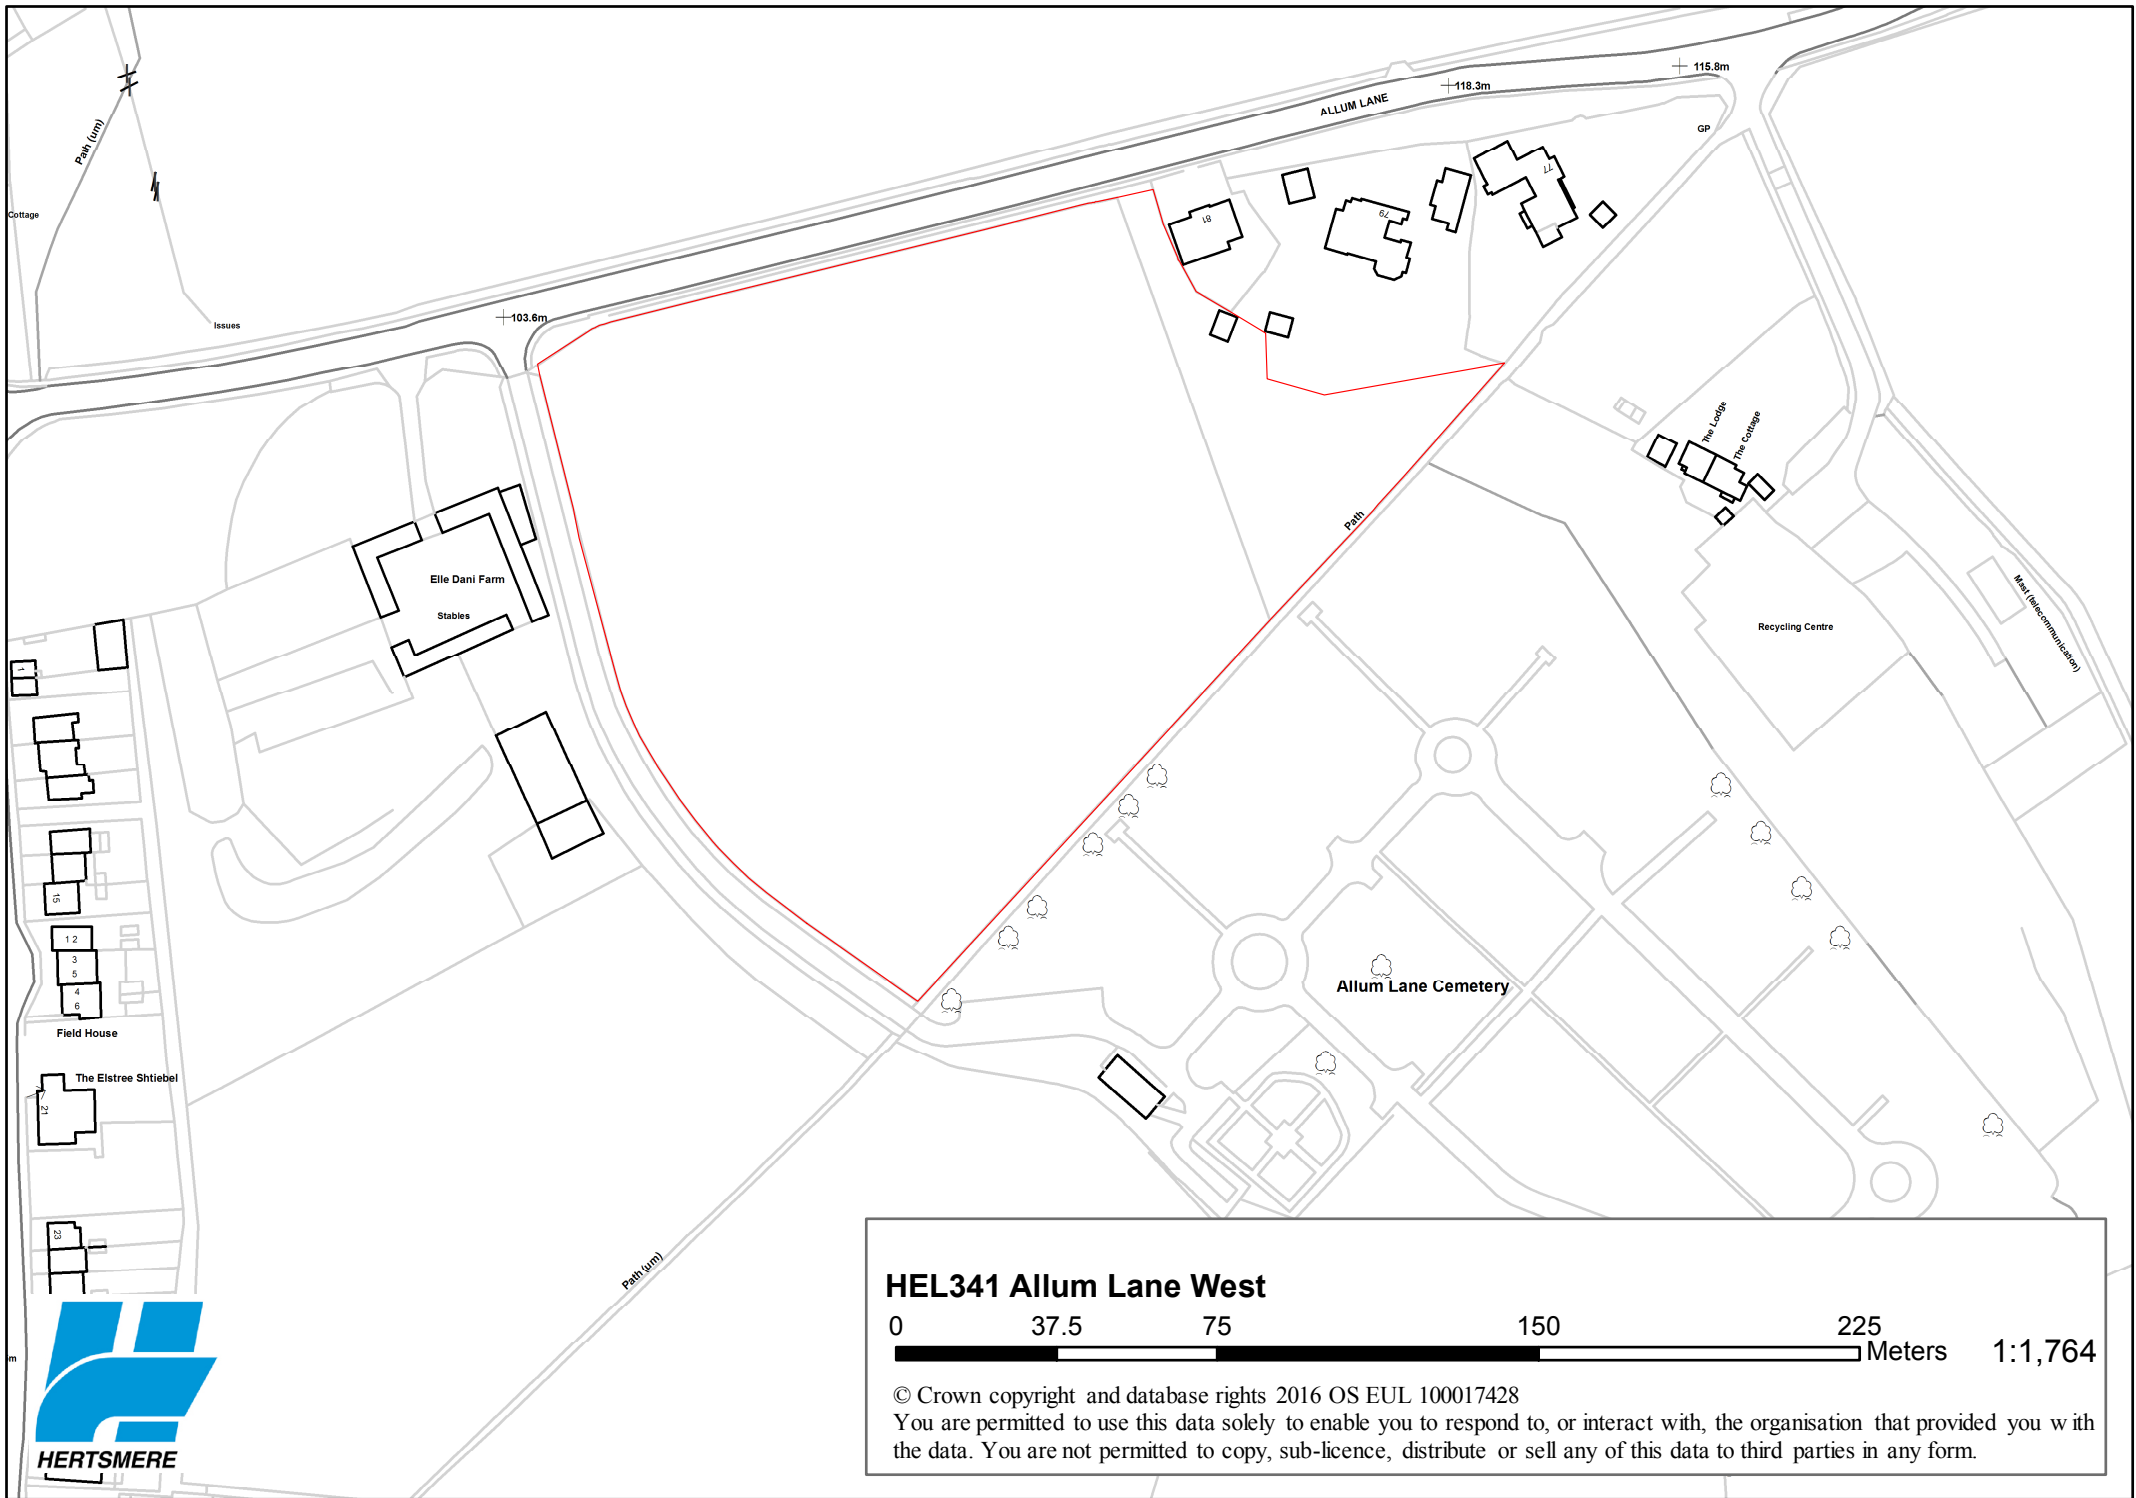 115.8m
118.3m
ALLUM LANE
GP
Path (um)
77
Cottage
81
79
Issues
103.6m
The Lodge
The Cottage
Path
Elle Dani Farm
Stables
Mast (telecommunication)
Recycling Centre
1
15
1 2
3
5
4
6
Allum Lane Cemetery
Field House
The Elstree Shtiebel
21
23
Path (um)
m
HERTSMERE
HEL341 Allum Lane West
0 37.5 75 150 225
Meters 1:1,764
© Crown copyright and database rights 2016 OS EUL 100017428
You are permitted to use this data solely to enable you to respond to, or interact with, the organisation that provided you with
the data. You are not permitted to copy, sub-licence, distribute or sell any of this data to third parties in any form.